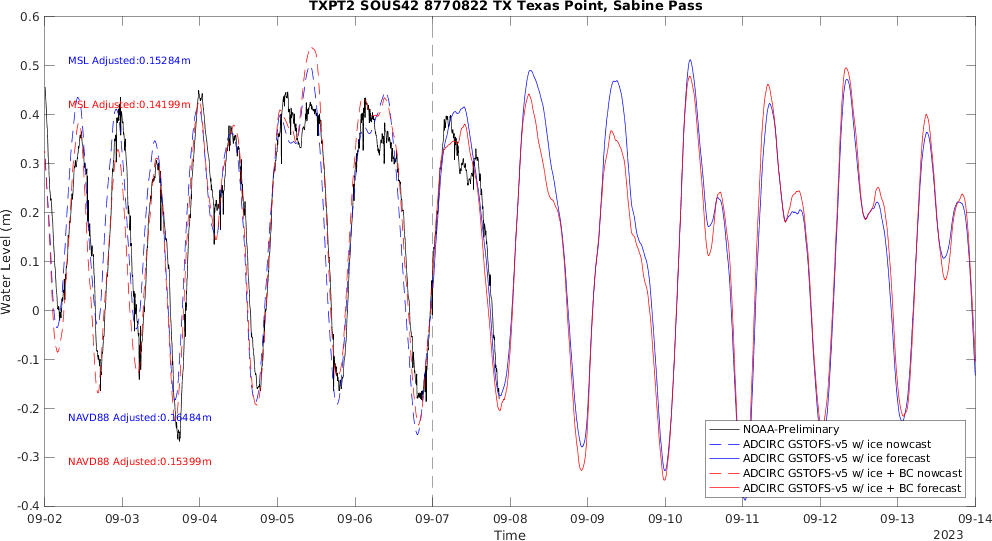 TXPT2 SOUS42 8770822 TX Texas Point, Sabine Pass
0.6
0.5
0.4
0.3
0.2
0.1
0
-0.1
-0.2
-0.3
-0.4
Water Level (m)
MSL Adjusted:0.15284m
MSL Adjusted:0.14199m
NAVD88 Adjusted:0.16484m
NAVD88 Adjusted:0.15399m
NOAA-Preliminary
ADCIRC GSTOFS-v5 w/ ice nowcast
ADCIRC GSTOFS-v5 w/ ice forecast
ADCIRC GSTOFS-v5 w/ ice + BC nowcast
ADCIRC GSTOFS-v5 w/ ice + BC forecast
09-02 09-03 09-04 09-05 09-06 09-07 09-08 09-09 09-10 09-11 09-12 09-13 09-14
Time
2023